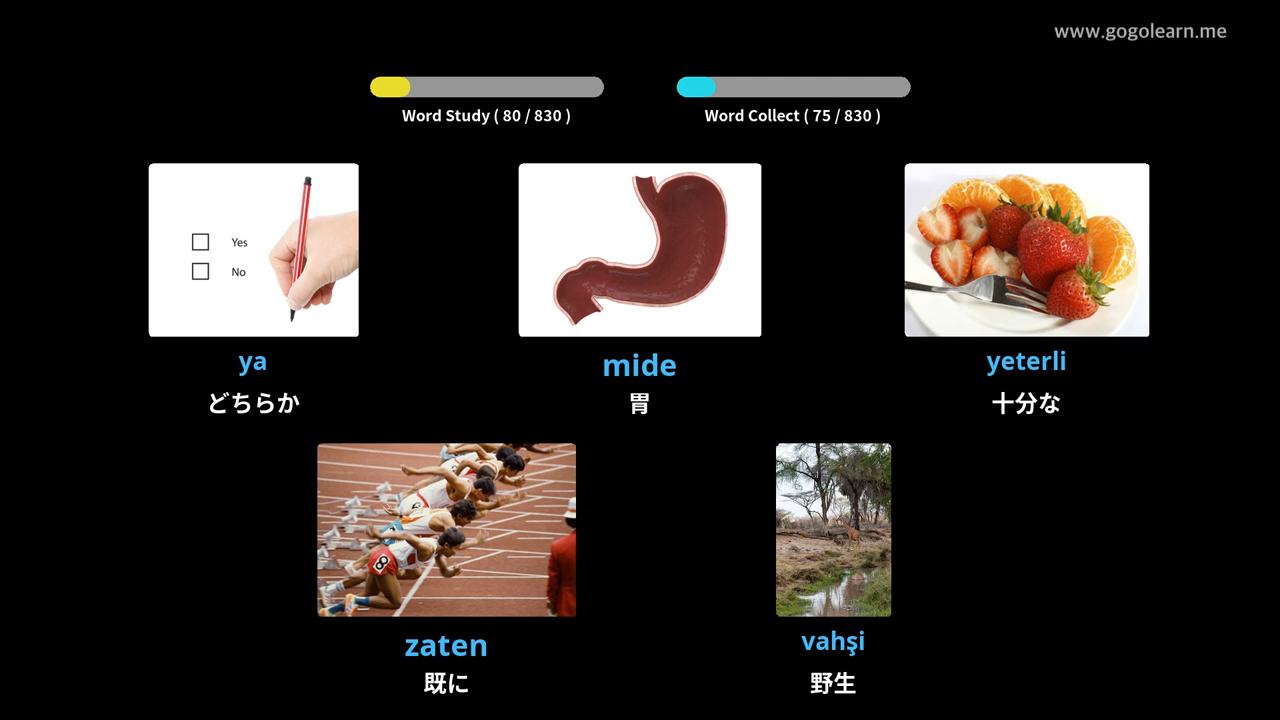 www.gogolearn.me
Word Study ( 80 / 830 )
Word Collect ( 75 / 830 )
Yes
No
ya
どちらか
mide
胃
yeterli
十分な
8
zaten
既に
vahşi
野生